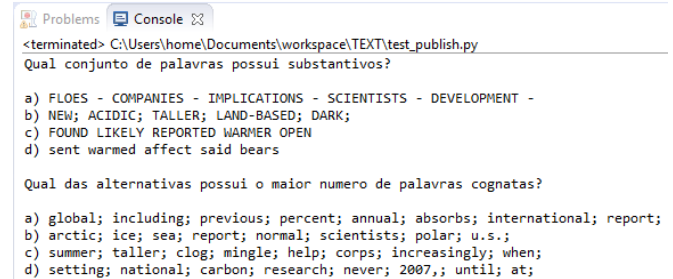 Problems Console
<terminated> C:\Users\home\Documents\workspace\TEXT\test_publish.py
Qual conjunto de palavras possui substantivos?
a) FLOES - COMPANIES - IMPLICATIONS - SCIENTISTS - DEVELOPMENT -
b) NEW; ACIDIC; TALLER; LAND-BASED; DARK;
c) FOUND LIKELY REPORTED WARMER OPEN
d) sent warmed affect said bears
Qual das alternativas possui o maior numero de palavras cognatas?
a) global; including; previous; percent; annual; absorbs; international; report;
b) arctic; ice; sea; report; normal; scientists; polar; u.s.;
c) summer; taller; clog; mingle; help; corps; increasingly; when;
d) setting; national; carbon; research; never; 2007,; until; at;